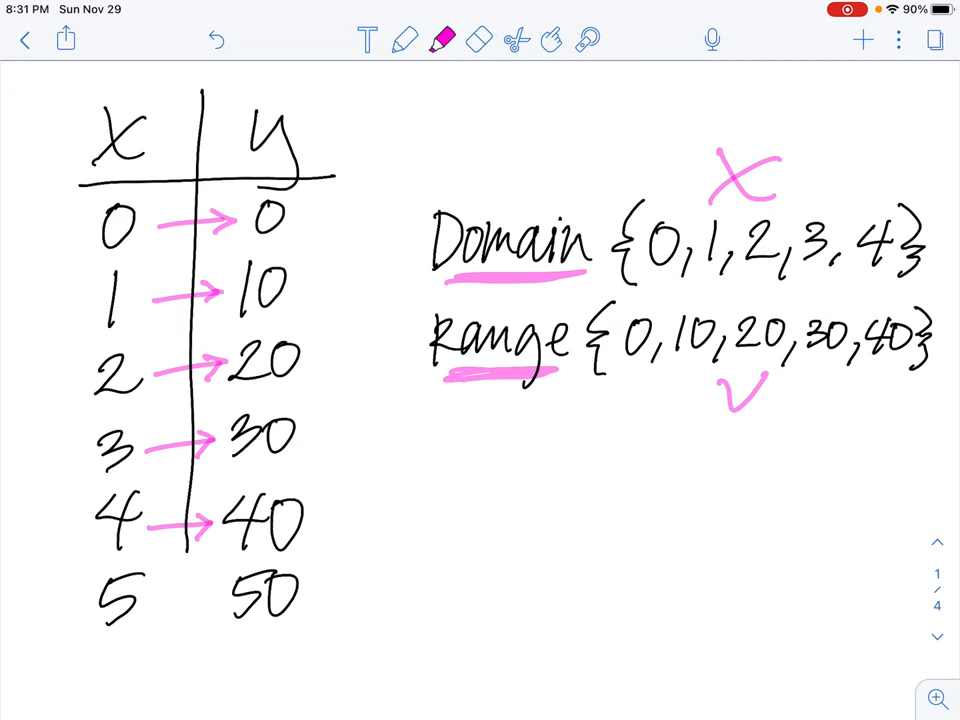 8:31 PM Sun Nov 29
90%
T
x y
0 → 0
1 → 10
2 → 20
3 → 30
4 → 40
5 50
x
Domain {0, 1, 2, 3. 4}
Range {0, 10, 20, 30, 40}
1
/
4